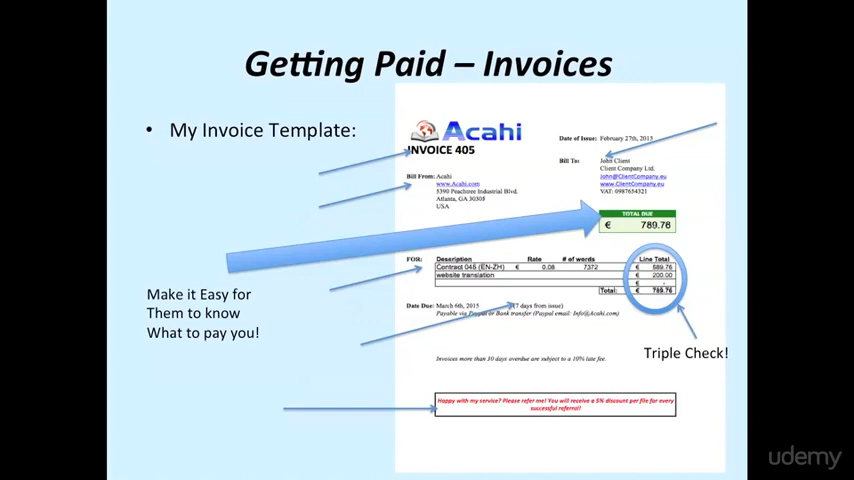 Getting Paid – Invoices
• My Invoice Template:
Acahi
INVOICE 405
Date of Issue: February 27th, 2015
Bill To: John Client
Client Company Ltd.
John@ClientCompany.eu
www.ClientCompany.eu
VAT: 0987654321
Bill From: Acahi
www.Acahi.com
5390 Peachtree Industrial Blvd.
Atlanta, GA 30305
USA
TOTAL DUE
€ 789.76
FOR: Description Rate # of words Line Total
Contract 045 (EN-ZH) € 0.08 7372 € 589.76
website translation € 200.00
€ -
Total: € 789.76
Date Due: March 6th, 2015 (7 days from issue)
Payable via Paypal or Bank transfer (Paypal email: Info@Acahi.com)
Make it Easy for
Them to know
What to pay you!
Triple Check!
Invoices more than 30 days overdue are subject to a 10% late fee.
Happy with my service? Please refer me! You will receive a 5% discount per file for every
successful referral!
udemy